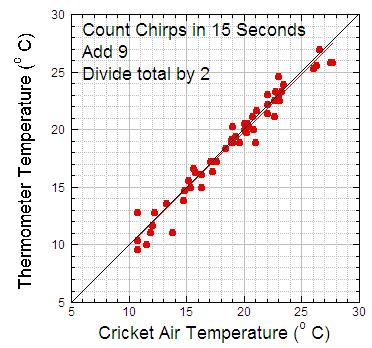 30
Count Chirps in 15 Seconds
Add 9
Divide total by 2
25
20
15
10
5
5 10 15 20 25 30
Thermometer Temperature (° C)
Cricket Air Temperature (° C)